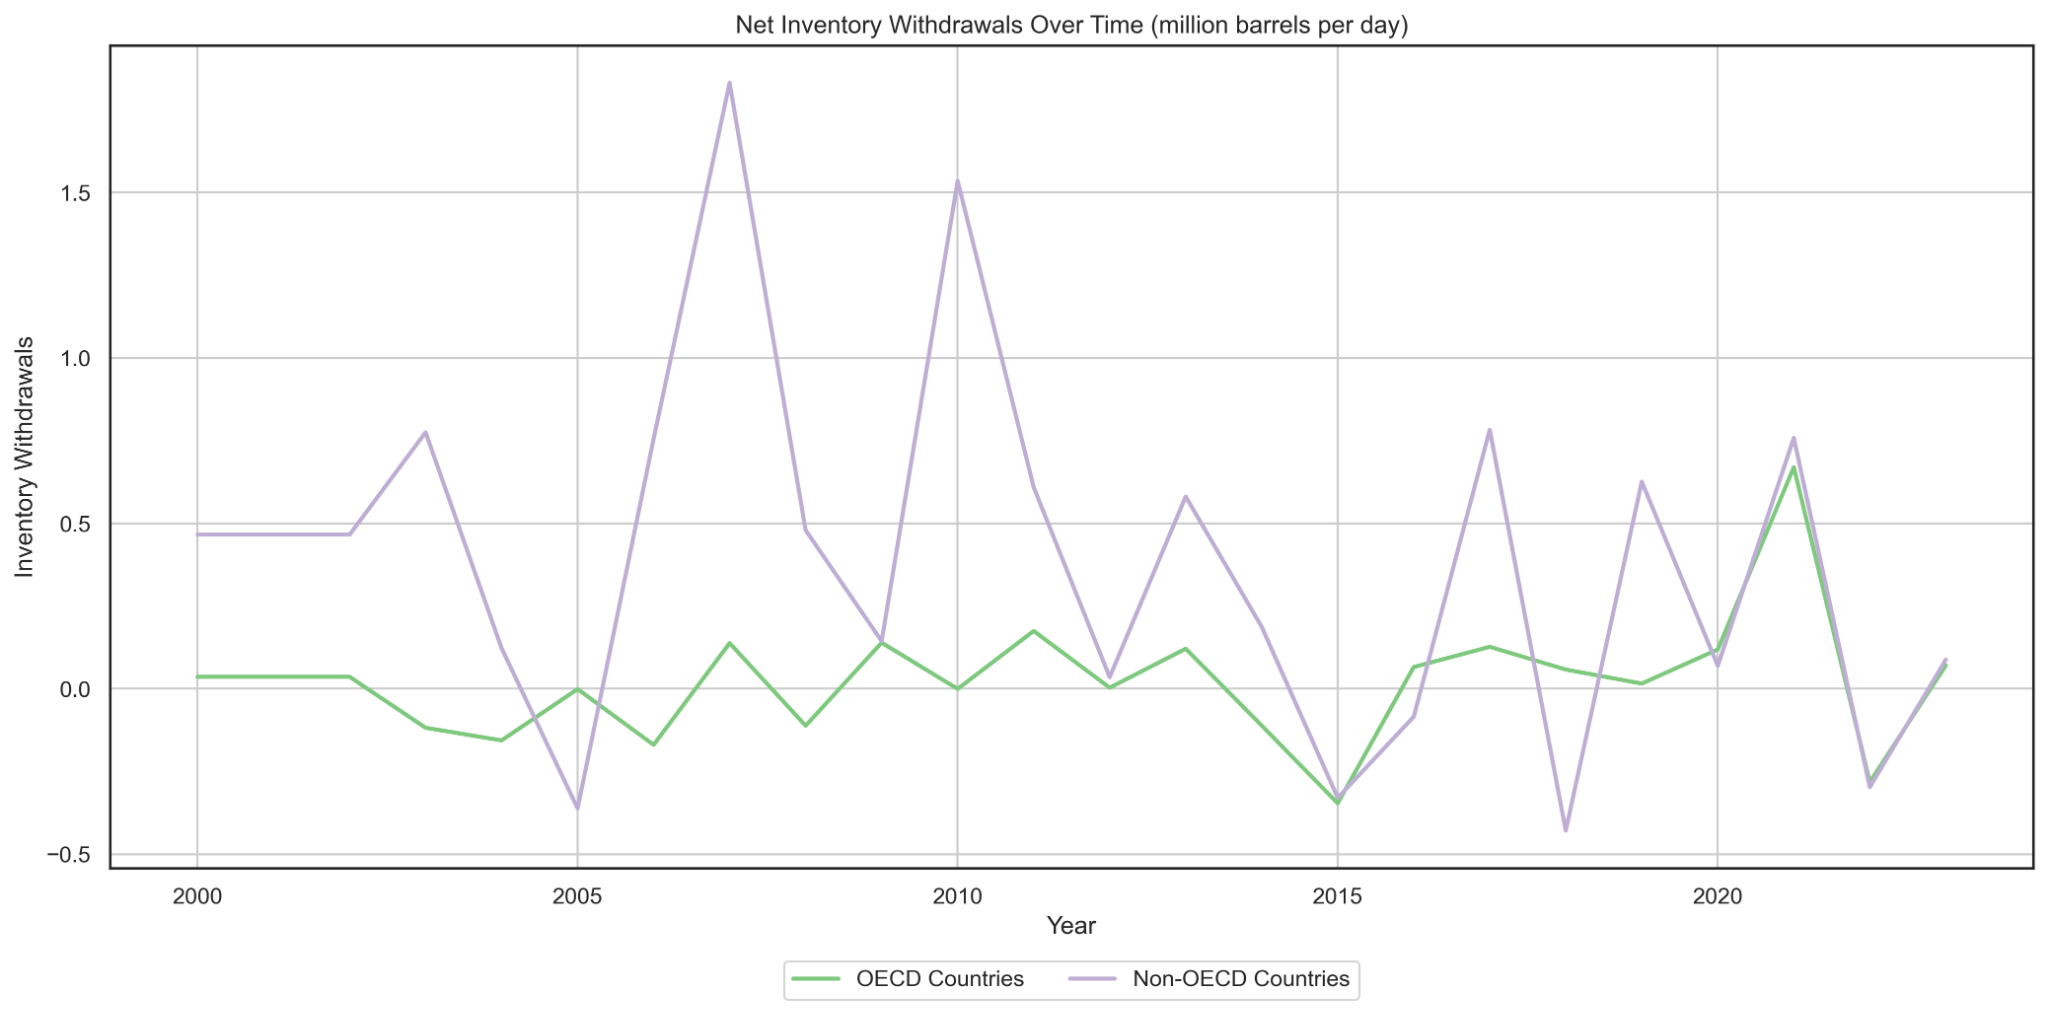 Net Inventory Withdrawals Over Time (million barrels per day)
Inventory Withdrawals
1.5
1.0
0.5
0.0
−0.5
2000 2005 2010 2015 2020
Year
OECD Countries Non-OECD Countries